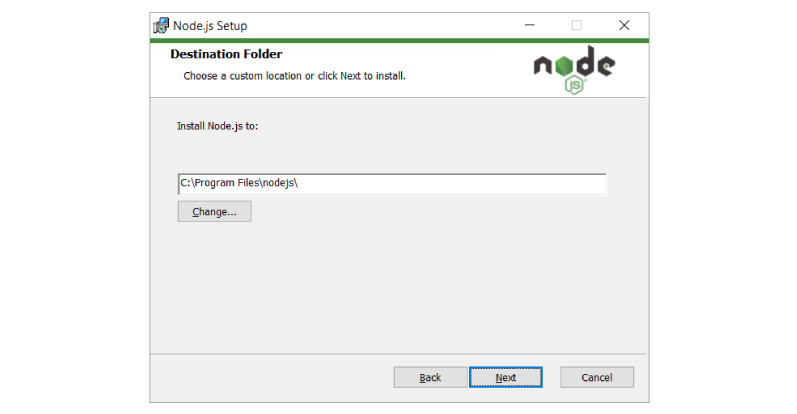 Node.js Setup
Destination Folder
Choose a custom location or click Next to install.
node
JS
Install Node.js to:
C:\Program Files\nodejs\
Change...
Back Next Cancel